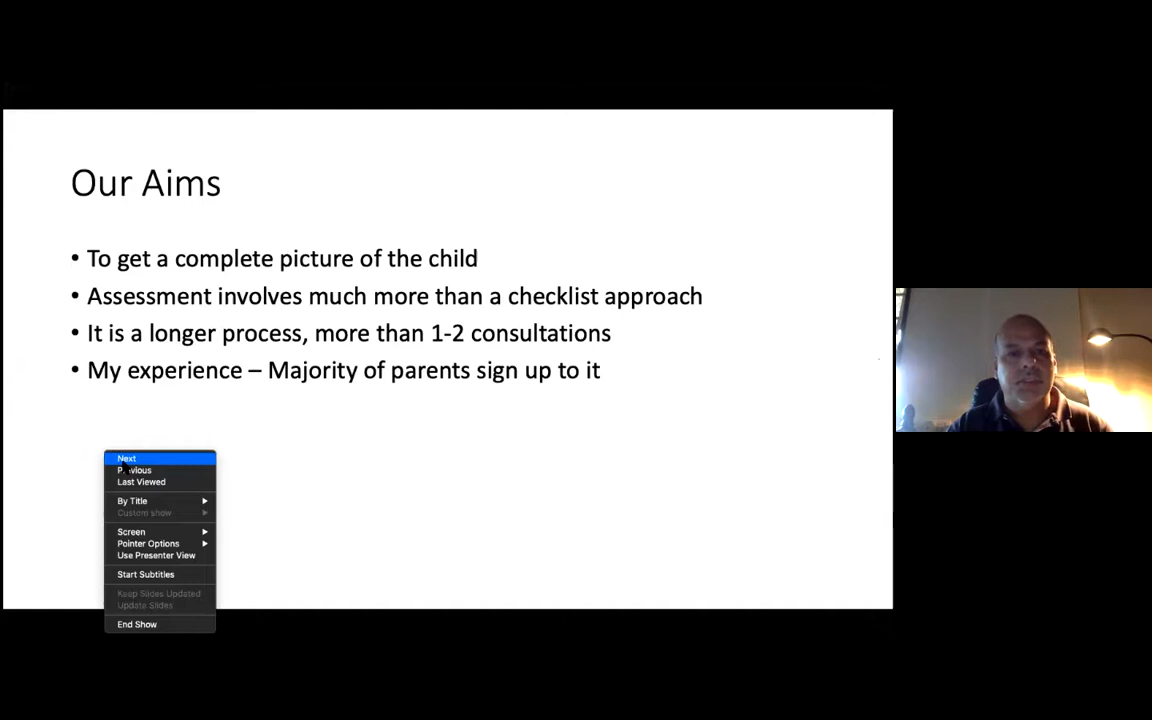 Our Aims
• To get a complete picture of the child
• Assessment involves much more than a checklist approach
• It is a longer process, more than 1-2 consultations
• My experience – Majority of parents sign up to it
Next
Previous
Last Viewed
By Title
Custom show
Screen
Pointer Options
Use Presenter View
Start Subtitles
Keep Slides Updated
Update Slides
End Show